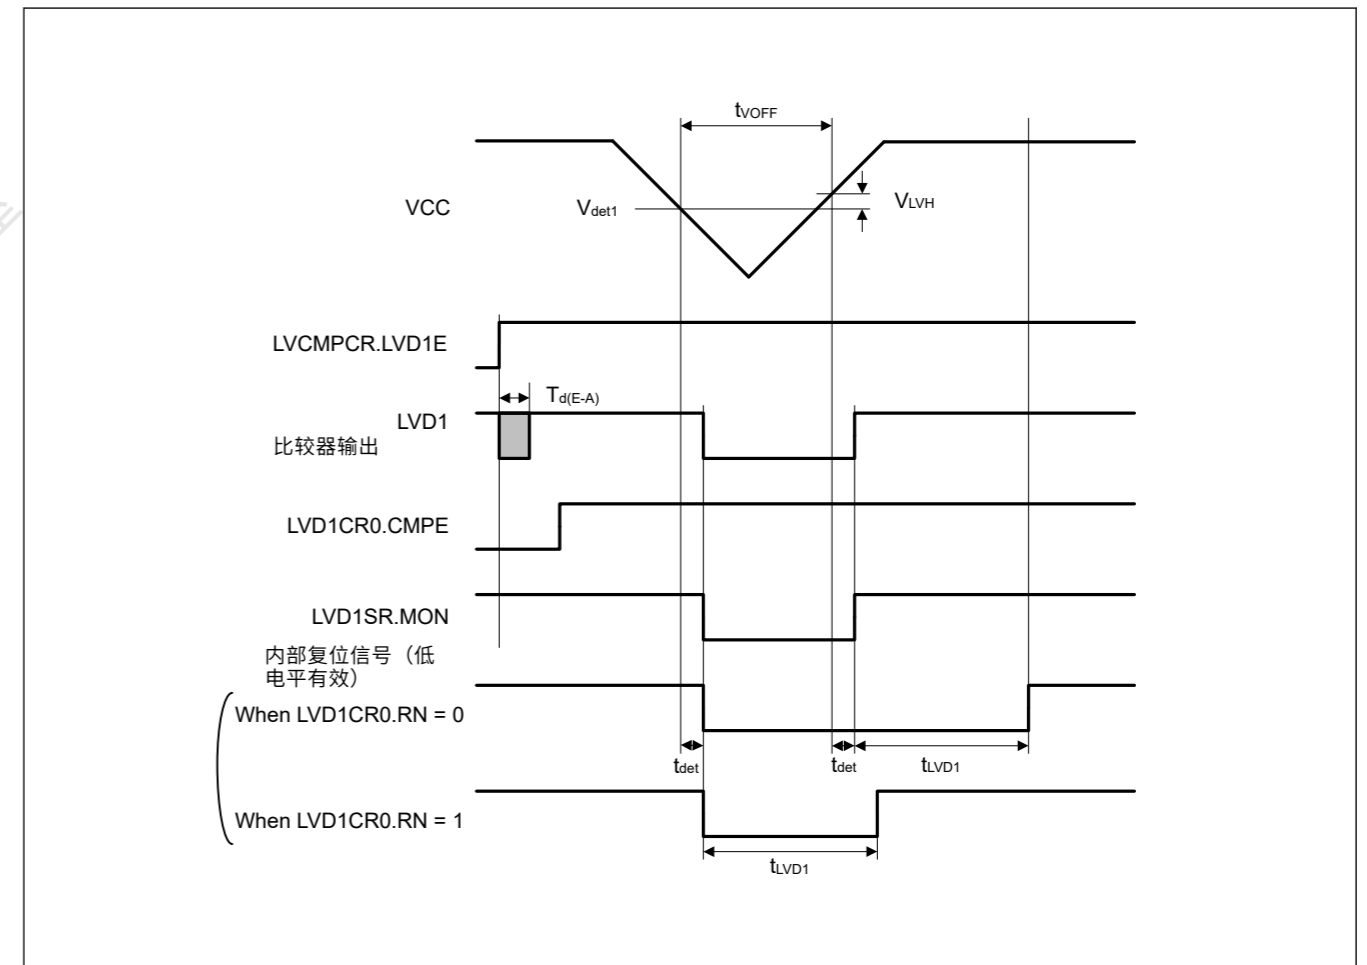 tVOFF
VCC
Vdet1
VLVH
LVCMPCR.LVD1E
Td(E-A)
LVD1
比较器输出
LVD1CR0.CMPE
LVD1SR.MON
内部复位信号（低
电平有效）
When LVD1CR0.RN = 0
tdet
tdet
tLVD1
When LVD1CR0.RN = 1
tLVD1